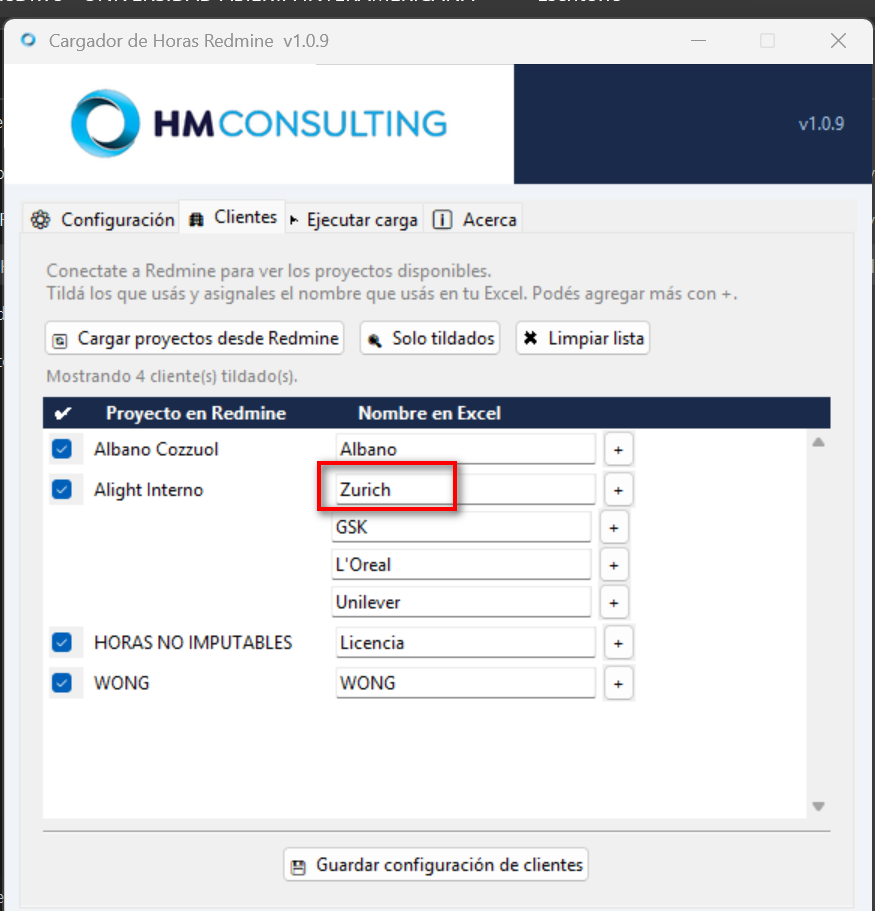 Cargador de Horas Redmine v1.0.9
HMCONSULTING
v1.0.9
Configuración
Clientes
Ejecutar carga
Acerca
Conectate a Redmine para ver los proyectos disponibles.
Tildá los que usás y asignales el nombre que usás en tu Excel. Podés agregar más con +.
Cargar proyectos desde Redmine
Solo tildados
Limpiar lista
Mostrando 4 cliente(s) tildado(s).
Proyecto en Redmine Nombre en Excel
Albano Cozzuol Albano +
Alight Interno Zurich +
GSK +
L'Oreal +
Unilever +
HORAS NO IMPUTABLES Licencia +
WONG WONG +
Guardar configuración de clientes